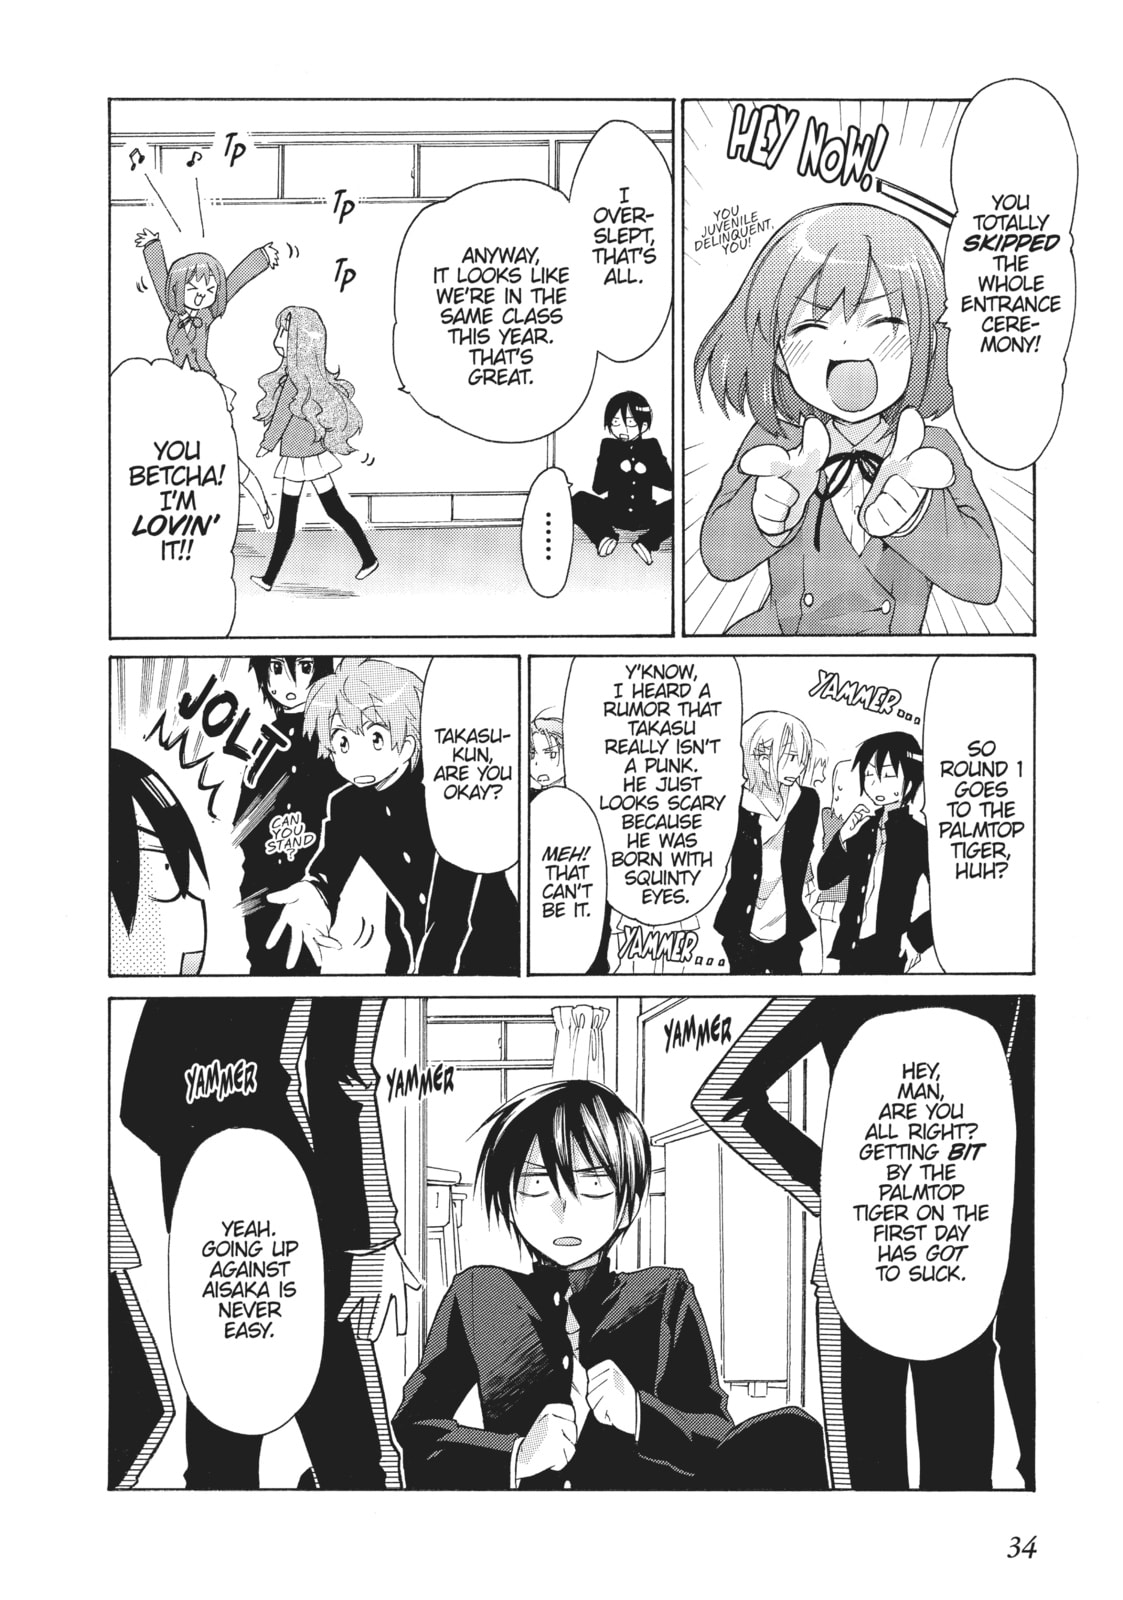 HEY NOW!
YOU
TOTALLY
SKIPPED
THE
WHOLE
ENTRANCE
CERE-
MONY!
YOU
JUVENILE
DELINQUENT,
YOU!
I
OVER-
SLEPT,
THAT'S
ALL.
ANYWAY,
IT LOOKS LIKE
WE'RE IN THE
SAME CLASS
THIS YEAR.
THAT'S
GREAT.
TP
TP
TP
YOU
BETCHA!
I'M
LOVIN'
IT!!
........
SO
ROUND 1
GOES
TO THE
PALMTOP
TIGER,
HUH?
YAMMER...
Y'KNOW,
I HEARD A
RUMOR THAT
TAKASU
REALLY ISN'T
A PUNK.
HE JUST
LOOKS SCARY
BECAUSE
HE WAS
BORN WITH
SQUINTY
EYES.
YAMMER...
MEH!
THAT
CAN'T
BE IT.
TAKASU-
KUN,
ARE YOU
OKAY?
CAN
YOU
STAND
?
JOLT
HEY,
MAN,
ARE YOU
ALL RIGHT?
GETTING BIT
BY THE
PALMTOP
TIGER ON THE
FIRST DAY
HAS GOT
TO SUCK.
YAMMER
YAMMER
YAMMER
YEAH.
GOING UP
AGAINST
AISAKA IS
NEVER
EASY.
34